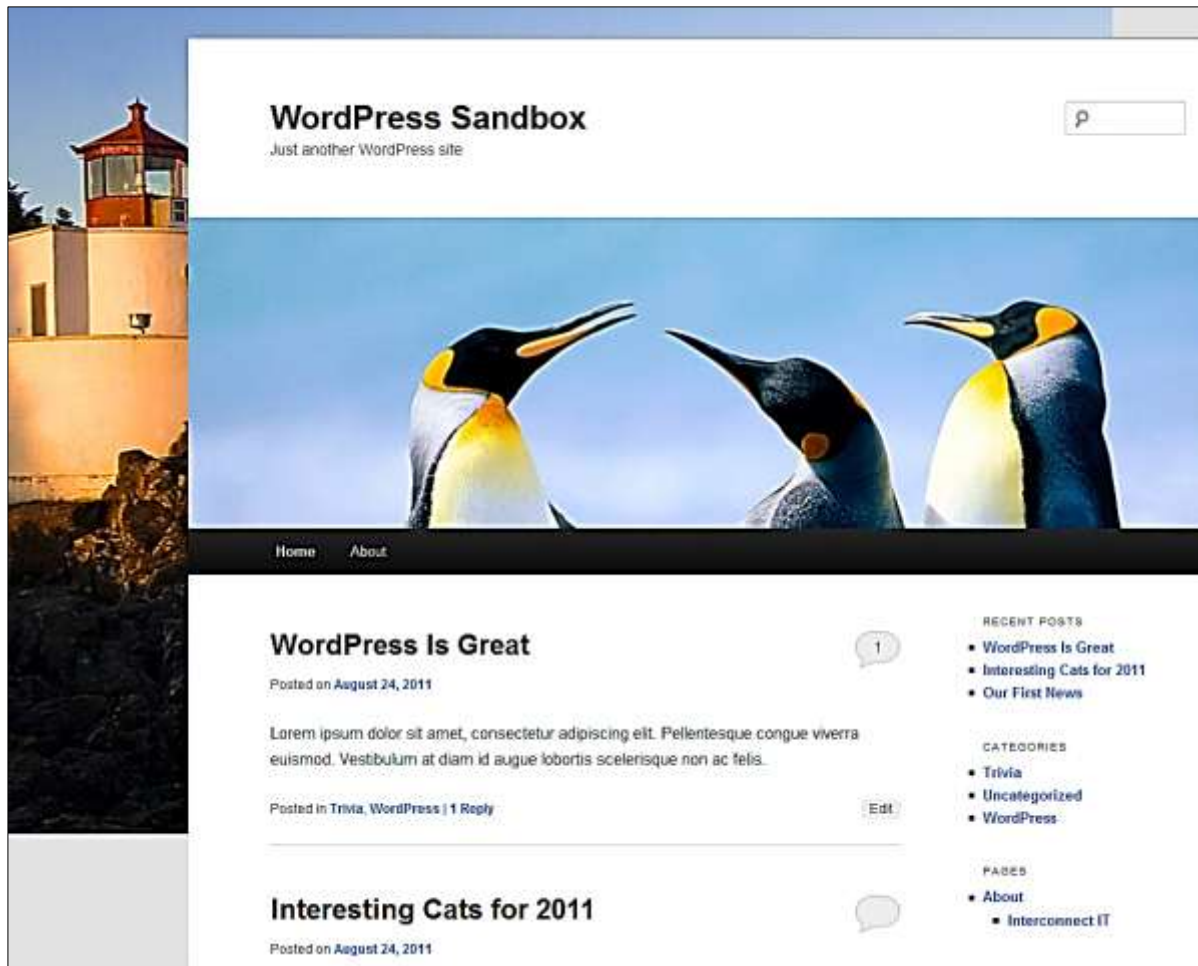 WordPress Sandbox
Just another WordPress site
Home About
WordPress Is Great
1
Posted on August 24, 2011
Lorem ipsum dolor sit amet, consectetur adipiscing elit. Pellentesque congue viverra
euismod. Vestibulum at diam id augue lobortis scelerisque non ac felis.
Posted in Trivia, WordPress | 1 Reply
Edit
Interesting Cats for 2011
Posted on August 24, 2011
RECENT POSTS
WordPress Is Great
Interesting Cats for 2011
Our First News
CATEGORIES
Trivia
Uncategorized
WordPress
PAGES
About
Interconnect IT